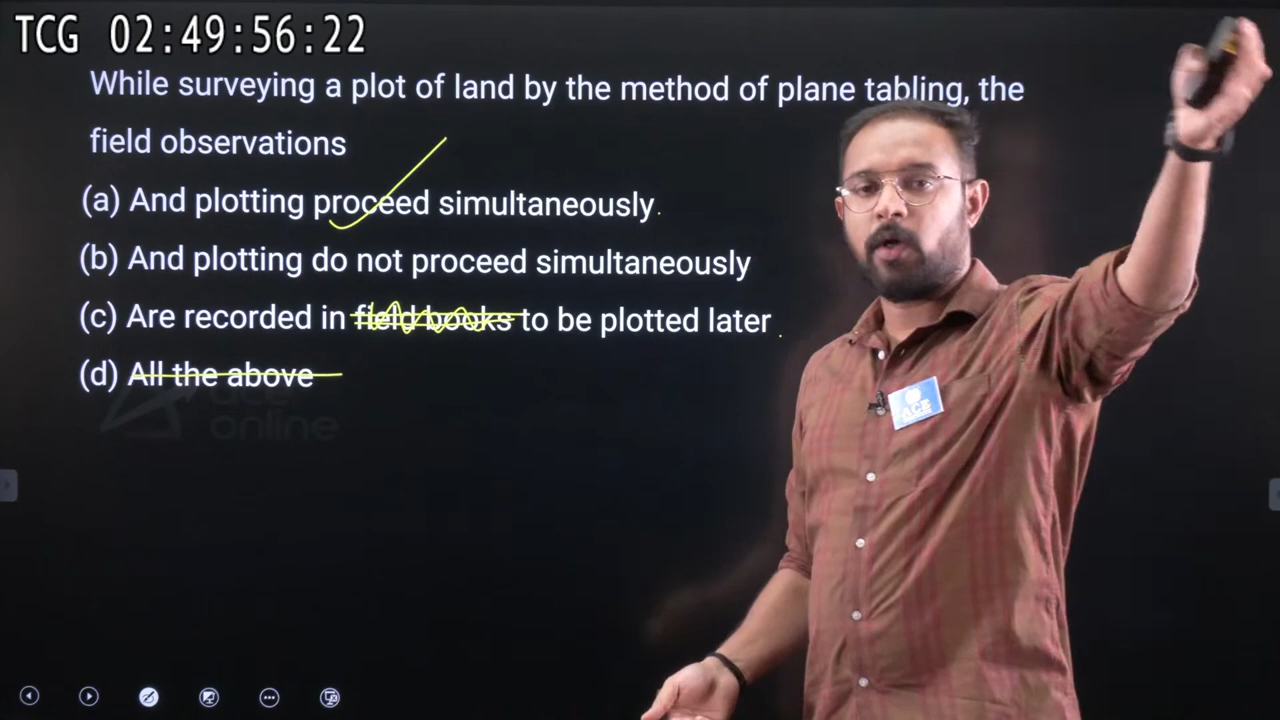 TCG 02:49:56:22
While surveying a plot of land by the method of plane tabling, the
field observations
(a) And plotting proceed simultaneously
(b) And plotting do not proceed simultaneously
(c) Are recorded in field books to be plotted later
(d) All the above
ace
online
ACE